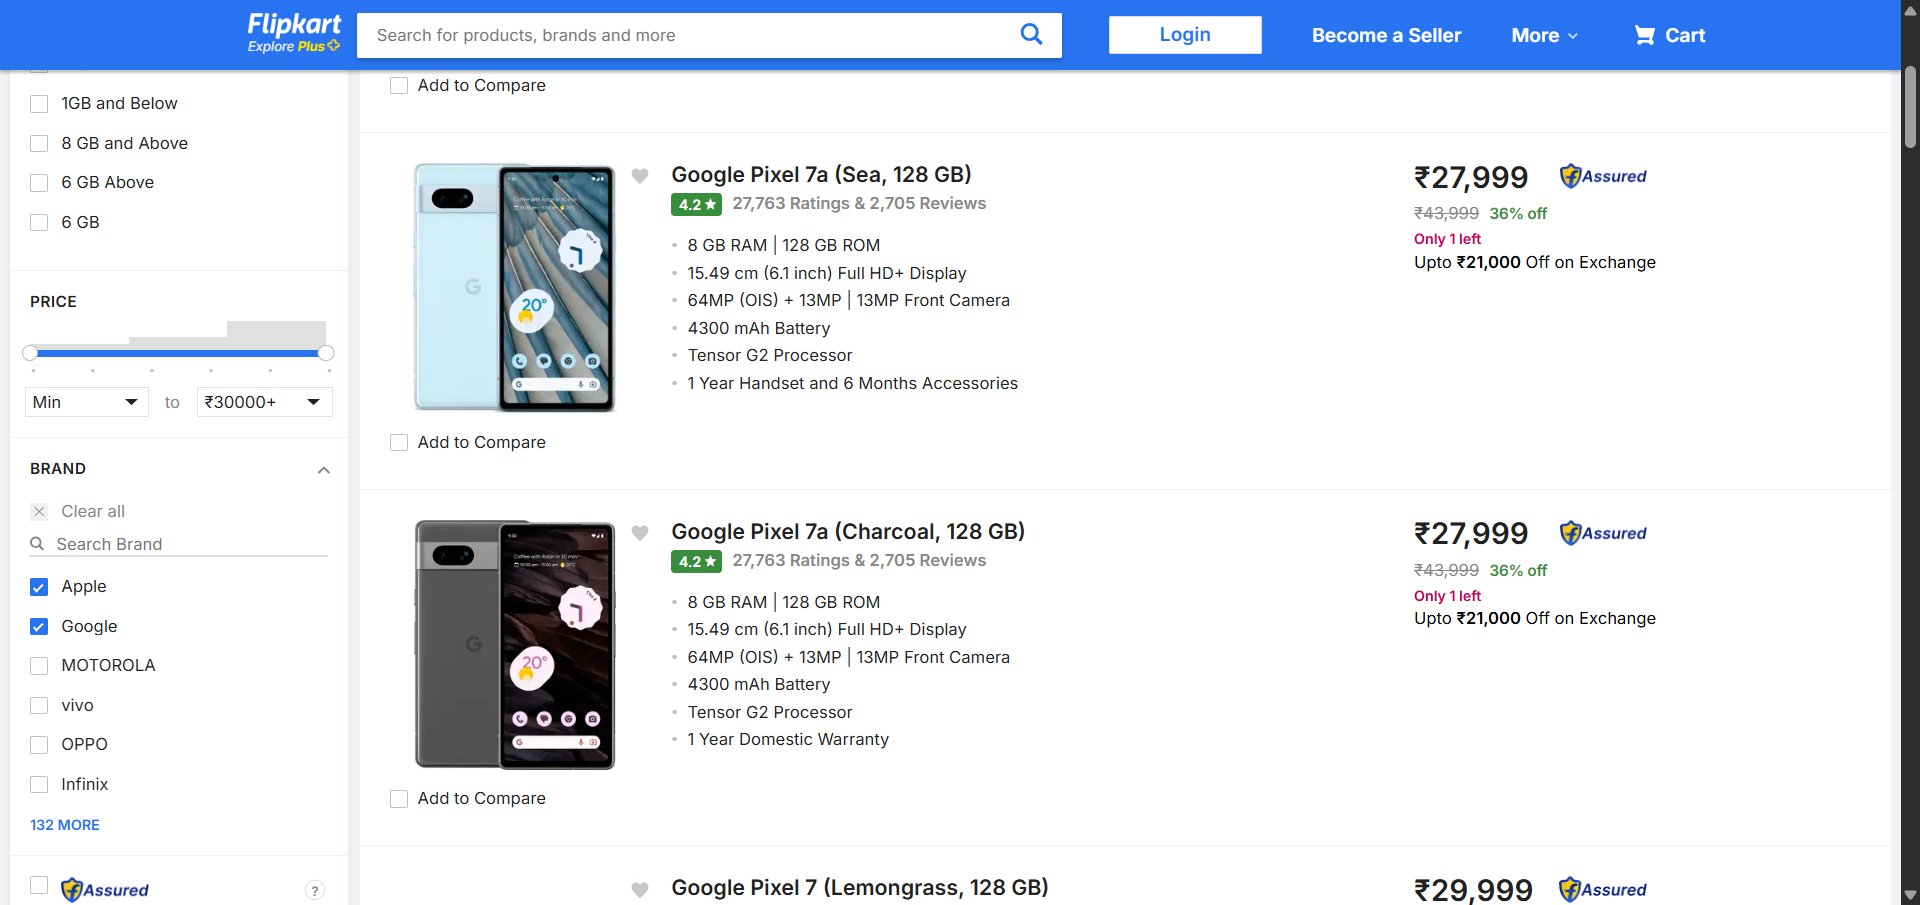 Flipkart
Explore Plus
Search for products, brands and more
Login
Become a Seller
More
Cart
1GB and Below
8 GB and Above
6 GB Above
6 GB
PRICE
Min
to
₹30000+
BRAND
Clear all
Search Brand
Apple
Google
MOTOROLA
vivo
OPPO
Infinix
132 MORE
Assured
?
Add to Compare
Google Pixel 7a (Sea, 128 GB)
4.2
27,763 Ratings & 2,705 Reviews
8 GB RAM | 128 GB ROM
15.49 cm (6.1 inch) Full HD+ Display
64MP (OIS) + 13MP | 13MP Front Camera
4300 mAh Battery
Tensor G2 Processor
1 Year Handset and 6 Months Accessories
₹27,999
Assured
₹43,999 36% off
Only 1 left
Upto ₹21,000 Off on Exchange
G
20°
Add to Compare
Google Pixel 7a (Charcoal, 128 GB)
4.2
27,763 Ratings & 2,705 Reviews
8 GB RAM | 128 GB ROM
15.49 cm (6.1 inch) Full HD+ Display
64MP (OIS) + 13MP | 13MP Front Camera
4300 mAh Battery
Tensor G2 Processor
1 Year Domestic Warranty
₹27,999
Assured
₹43,999 36% off
Only 1 left
Upto ₹21,000 Off on Exchange
G
20°
Add to Compare
Google Pixel 7 (Lemongrass, 128 GB)
₹29,999
Assured